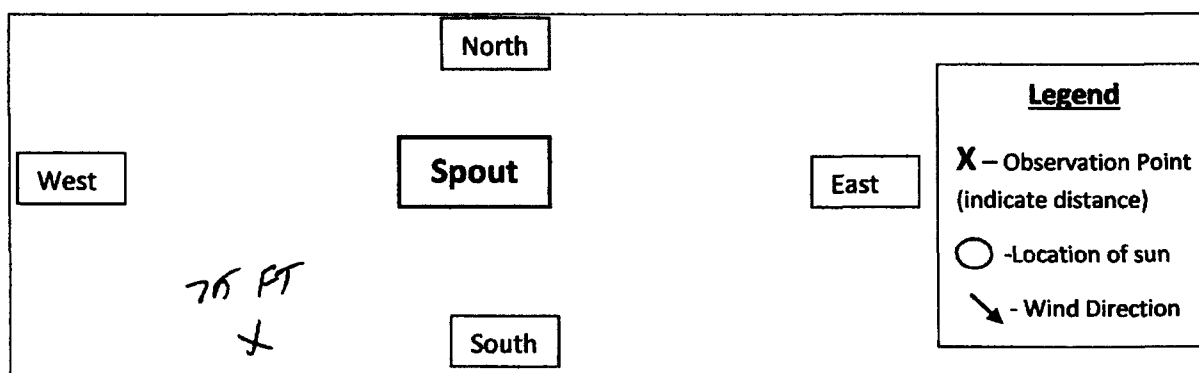 North
Legend
Spout
West
East
X – Observation Point
(indicate distance)
-Location of sun
- Wind Direction
75 FT
X
South